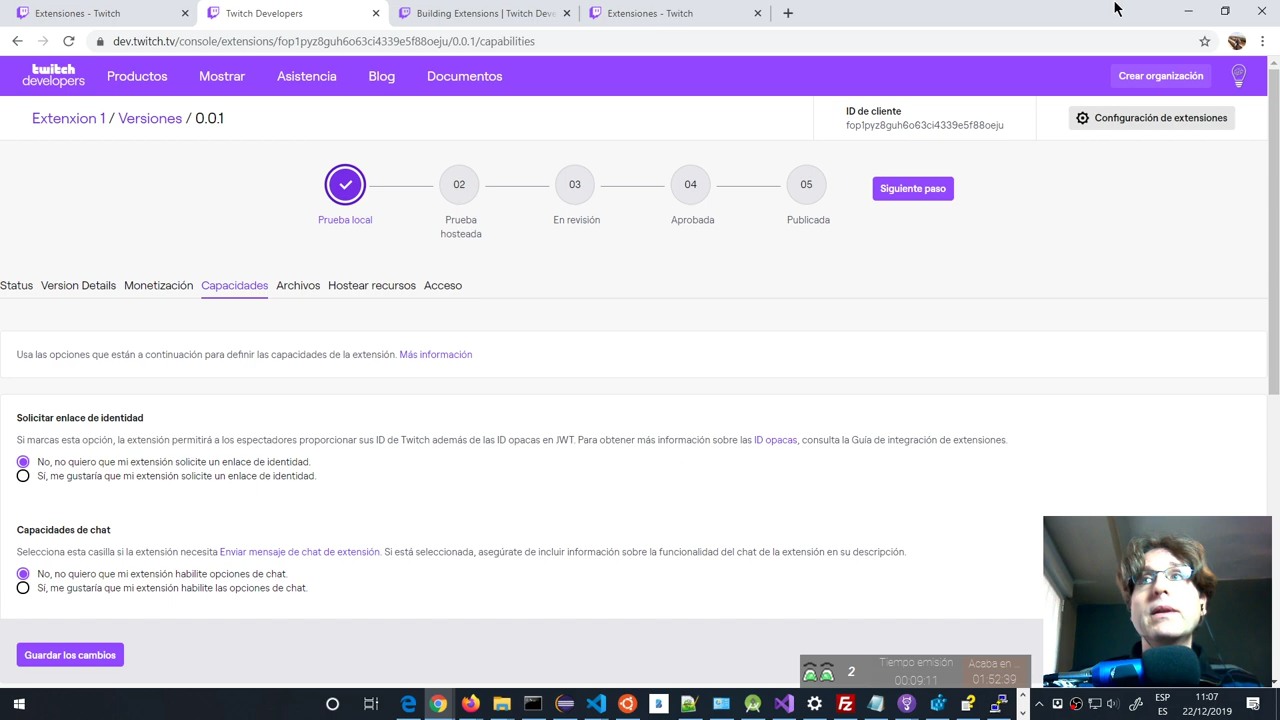 Extensiones - Twitch
Twitch Developers
Building Extensions | Twitch Deve
Extensiones - Twitch
dev.twitch.tv/console/extensions/fop1pyz8guh6o63ci4339e5f88oeju/0.0.1/capabilities
twitch developers
Productos
Mostrar
Asistencia
Blog
Documentos
Crear organización
Extenxion 1 / Versiones / 0.0.1
ID de cliente
fop1pyz8guh6o63ci4339e5f88oeju
Configuración de extensiones
02
03
04
05
Siguiente paso
Prueba local
Prueba hosteada
En revisión
Aprobada
Publicada
Status
Version Details
Monetización
Capacidades
Archivos
Hostear recursos
Acceso
Usa las opciones que están a continuación para definir las capacidades de la extensión. Más información
Solicitar enlace de identidad
Si marcas esta opción, la extensión permitirá a los espectadores proporcionar sus ID de Twitch además de las ID opacas en JWT. Para obtener más información sobre las ID opacas, consulta la Guía de integración de extensiones.
No, no quiero que mi extensión solicite un enlace de identidad.
Sí, me gustaría que mi extensión solicite un enlace de identidad.
Capacidades de chat
Selecciona esta casilla si la extensión necesita Enviar mensaje de chat de extensión. Si está seleccionada, asegúrate de incluir información sobre la funcionalidad del chat de la extensión en su descripción.
No, no quiero que mi extensión habilite opciones de chat.
Sí, me gustaría que mi extensión habilite las opciones de chat.
Guardar los cambios
2
Tiempo emisión
00:09:11
Acaba en ...
01:52:39
ESP
ES
11:07
22/12/2019